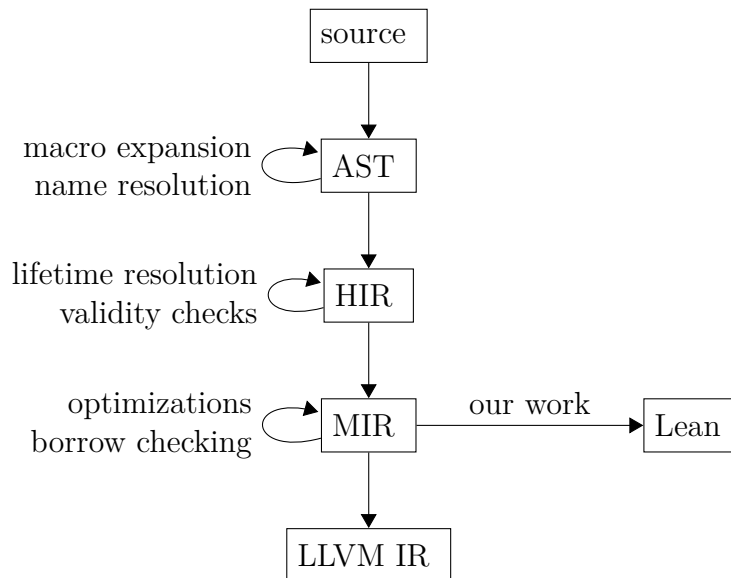 source
macro expansion
name resolution
AST
lifetime resolution
validity checks
HIR
optimizations
borrow checking
MIR
our work
Lean
LLVM IR